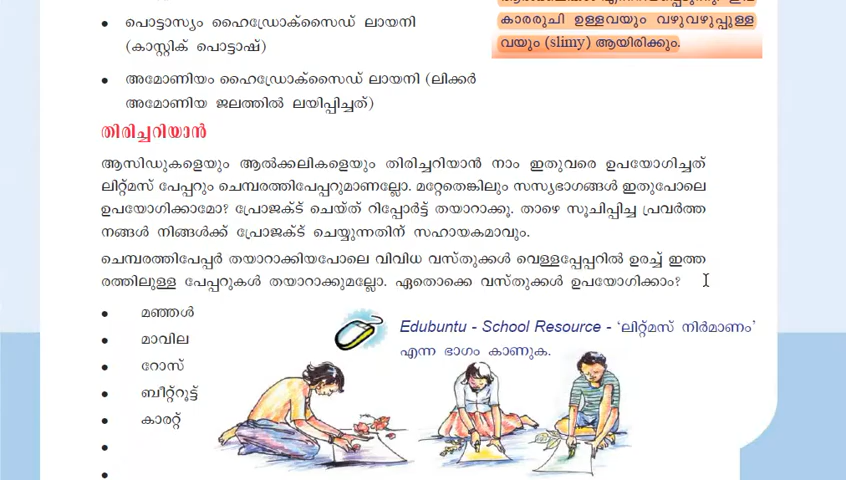 പൊട്ടാസ്യം ഹൈഡ്രോക്സൈഡ് ലായനി
(കാസ്റ്റിക് പൊട്ടാഷ്)
കാരരുചി ഉള്ളവയും വഴുവഴുപ്പുള്ള
വയും (slimy) ആയിരിക്കും.
അമോണിയം ഹൈഡ്രോക്സൈഡ് ലായനി (ലിക്കർ
അമോണിയ ജലത്തിൽ ലയിപ്പിച്ചത്)
തിരിച്ചറിയാൻ
ആസിഡുകളെയും ആൽക്കലികളെയും തിരിച്ചറിയാൻ നാം ഇതുവരെ ഉപയോഗിച്ചത്
ലിറ്റ്മസ് പേപ്പറും ചെമ്പരത്തിപേപ്പറുമാണല്ലോ. മറ്റേതെങ്കിലും സസ്യഭാഗങ്ങൾ ഇതുപോലെ
ഉപയോഗിക്കാമോ? പ്രോജക്ട് ചെയ്ത് റിപ്പോർട്ട് തയാറാക്കൂ. താഴെ സൂചിപ്പിച്ച പ്രവർത്ത
നങ്ങൾ നിങ്ങൾക്ക് പ്രോജക്ട് ചെയ്യുന്നതിന് സഹായകമാവും.
ചെമ്പരത്തിപേപ്പർ തയാറാക്കിയപോലെ വിവിധ വസ്തുക്കൾ വെള്ളപ്പേപ്പറിൽ ഉരച്ച് ഇത്ത
രത്തിലുള്ള പേപ്പറുകൾ തയാറാക്കുമല്ലോ. ഏതൊക്കെ വസ്തുക്കൾ ഉപയോഗിക്കാം?
മഞ്ഞൾ
മാവില
റോസ്
ബീറ്റ്റൂട്ട്
കാരറ്റ്
Edubuntu - School Resource - 'ലിറ്റ്മസ് നിർമാണം'
എന്ന ഭാഗം കാണുക.